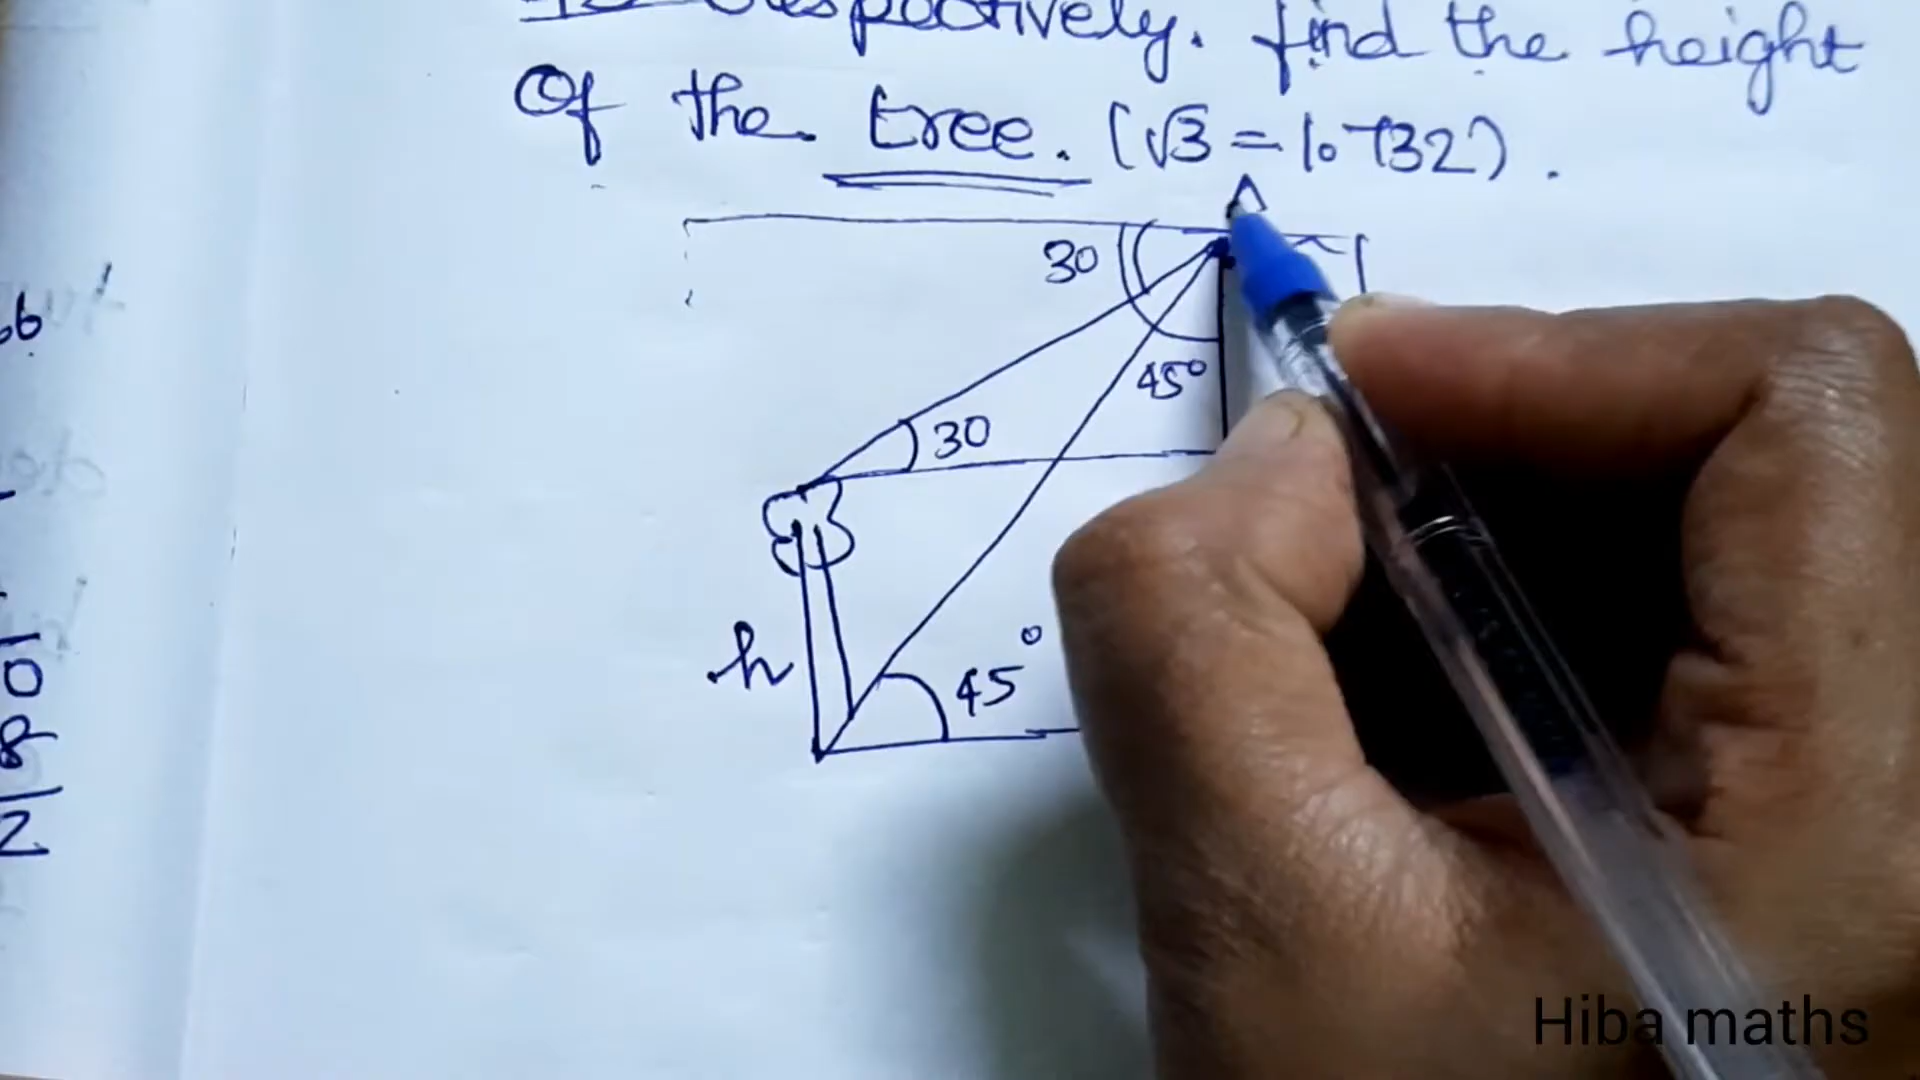 respectively. find the height
Of the tree. (√3 = 1.732).
A
30
45°
30
h
45°
Hiba maths